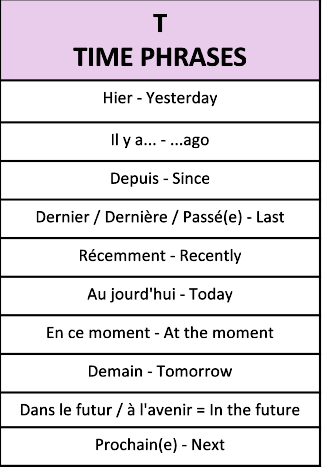 T
TIME PHRASES
Hier - Yesterday
Il y a... - ...ago
Depuis - Since
Dernier / Dernière / Passé(e) - Last
Récemment - Recently
Au jourd'hui - Today
En ce moment - At the moment
Demain - Tomorrow
Dans le futur / à l'avenir = In the future
Prochain(e) - Next